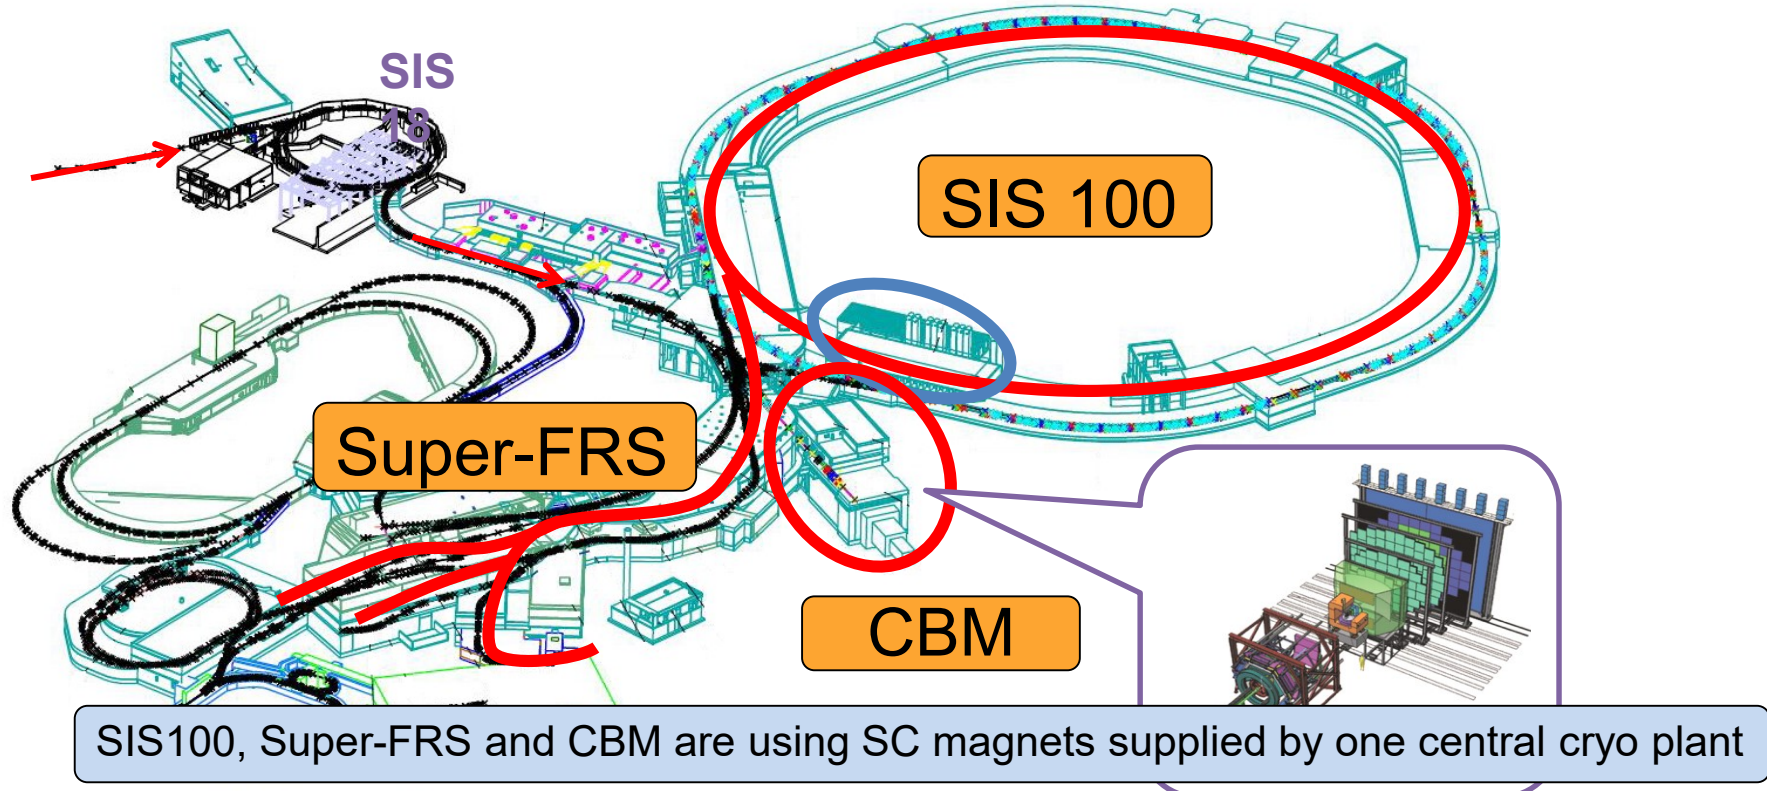 SIS
18
SIS 100
Super-FRS
CBM
SIS100, Super-FRS and CBM are using SC magnets supplied by one central cryo plant